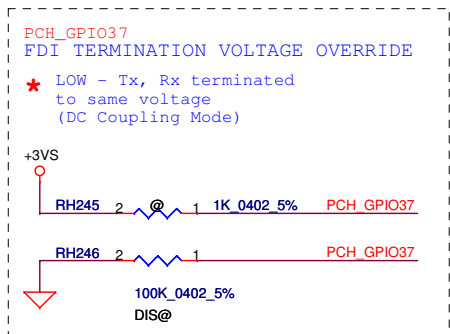 PCH_GPIO37
FDI TERMINATION VOLTAGE OVERRIDE
* LOW - Tx, Rx terminated
to same voltage
(DC Coupling Mode)
+3VS
RH245 2 @ 1 1K_0402_5% PCH_GPIO37
RH246 2 1 PCH_GPIO37
100K_0402_5%
DIS@